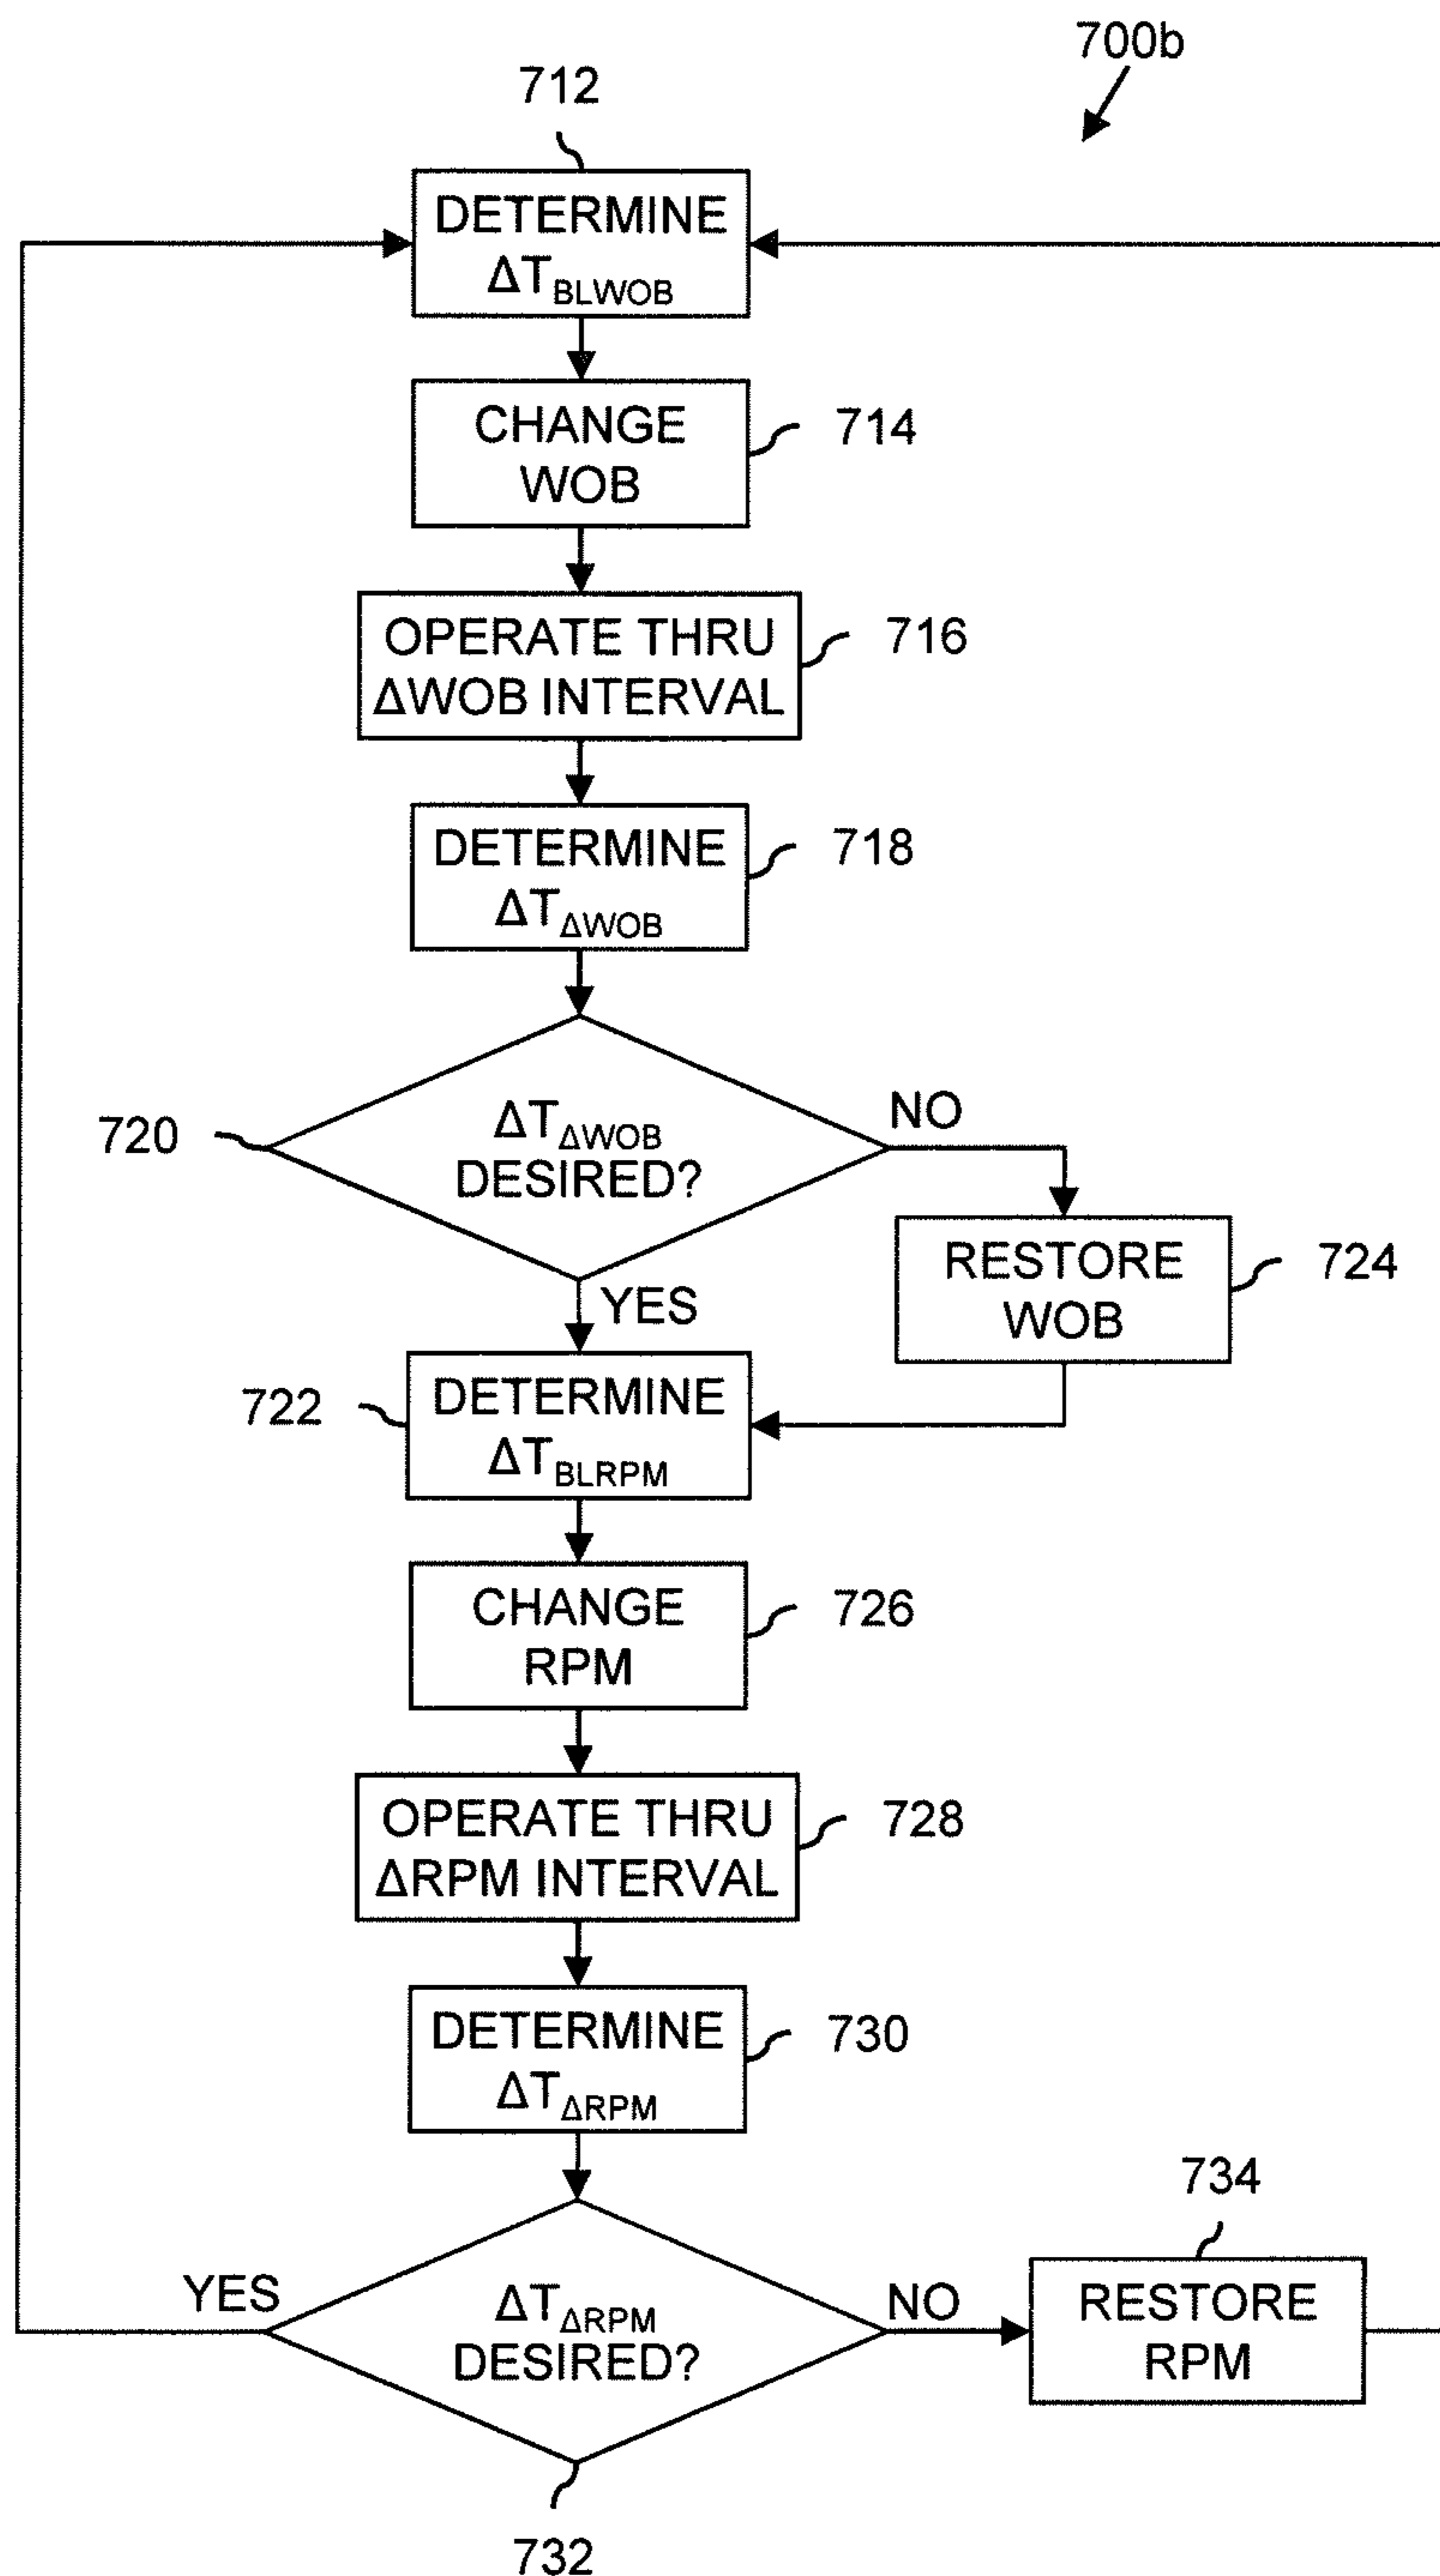 700b
712
DETERMINE
ΔT_BLWOB
CHANGE
WOB
714
OPERATE THRU
ΔWOB INTERVAL
716
DETERMINE
ΔT_ΔWOB
718
720
ΔT_ΔWOB
DESIRED?
NO
RESTORE
WOB
724
YES
722
DETERMINE
ΔT_BLRPM
CHANGE
RPM
726
OPERATE THRU
ΔRPM INTERVAL
728
DETERMINE
ΔT_ΔRPM
730
YES
ΔT_ΔRPM
DESIRED?
NO
734
RESTORE
RPM
732